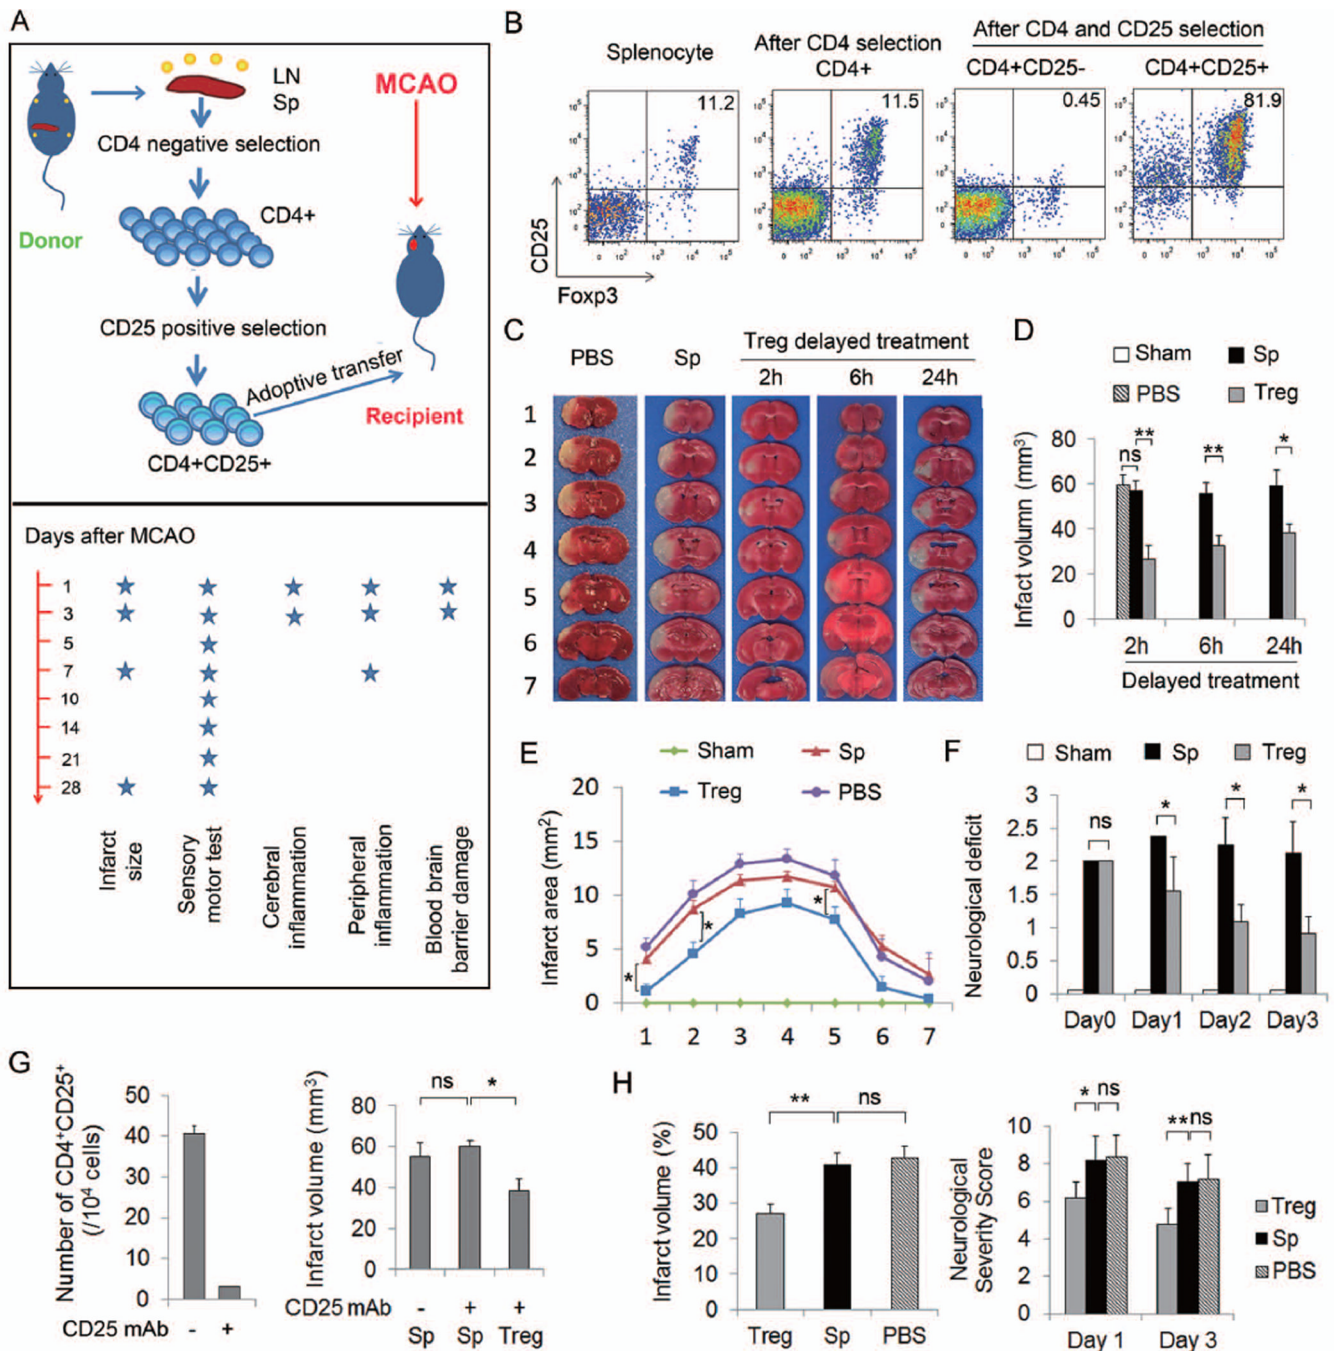 A
LN
Sp
MCAO
CD4 negative selection
CD4+
Donor
CD25 positive selection
Adoptive transfer
Recipient
CD4+CD25+
Days after MCAO
1
3
5
7
10
14
21
28
Infarct size
Sensory motor test
Cerebral inflammation
Peripheral inflammation
Blood brain barrier damage
B
After CD4 and CD25 selection
Splenocyte
After CD4 selection
CD4+
CD4+CD25-
CD4+CD25+
11.2
11.5
0.45
81.9
CD25
Foxp3
C
PBS
Sp
Treg delayed treatment
2h
6h
24h
1
2
3
4
5
6
7
D
Sham
Sp
PBS
Treg
Infact volumn (mm³)
80
60
40
20
0
ns
**
**
*
2h
6h
24h
Delayed treatment
E
Sham
Sp
Treg
PBS
Infarct area (mm²)
20
15
10
5
0
*
*
*
1 2 3 4 5 6 7
F
Sham
Sp
Treg
Neurological deficit
3
2.5
2
1.5
1
0.5
0
ns
*
*
*
Day0 Day1 Day2 Day3
G
Number of CD4⁺CD25⁺
(/10⁴ cells)
50
40
30
20
10
0
CD25 mAb - +
Infarct volume (mm³)
80
60
40
20
0
ns
*
CD25 mAb - + +
Sp Sp Treg
H
Infarct volume (%)
50
40
30
20
10
0
**
ns
Treg Sp PBS
Neurological
Severity Score
10
8
6
4
2
0
* ns
** ns
Day 1 Day 3
Treg
Sp
PBS